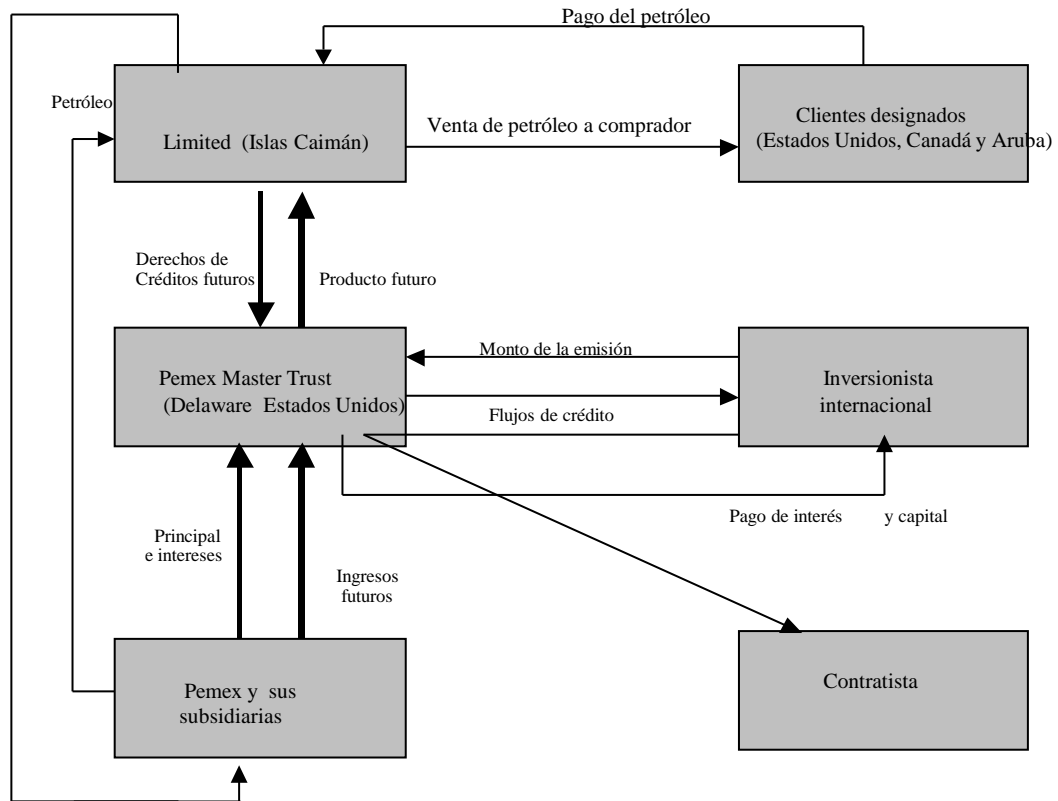 Pago del petróleo
Petróleo
Limited (Islas Caimán)
Venta de petróleo a comprador
Clientes designados
(Estados Unidos, Canadá y Aruba)
Derechos de
Créditos futuros
Producto futuro
Pemex Master Trust
(Delaware Estados Unidos)
Monto de la emisión
Flujos de crédito
Inversionista
internacional
Pago de interés y capital
Principal
e intereses
Ingresos
futuros
Pemex y sus
subsidiarias
Contratista